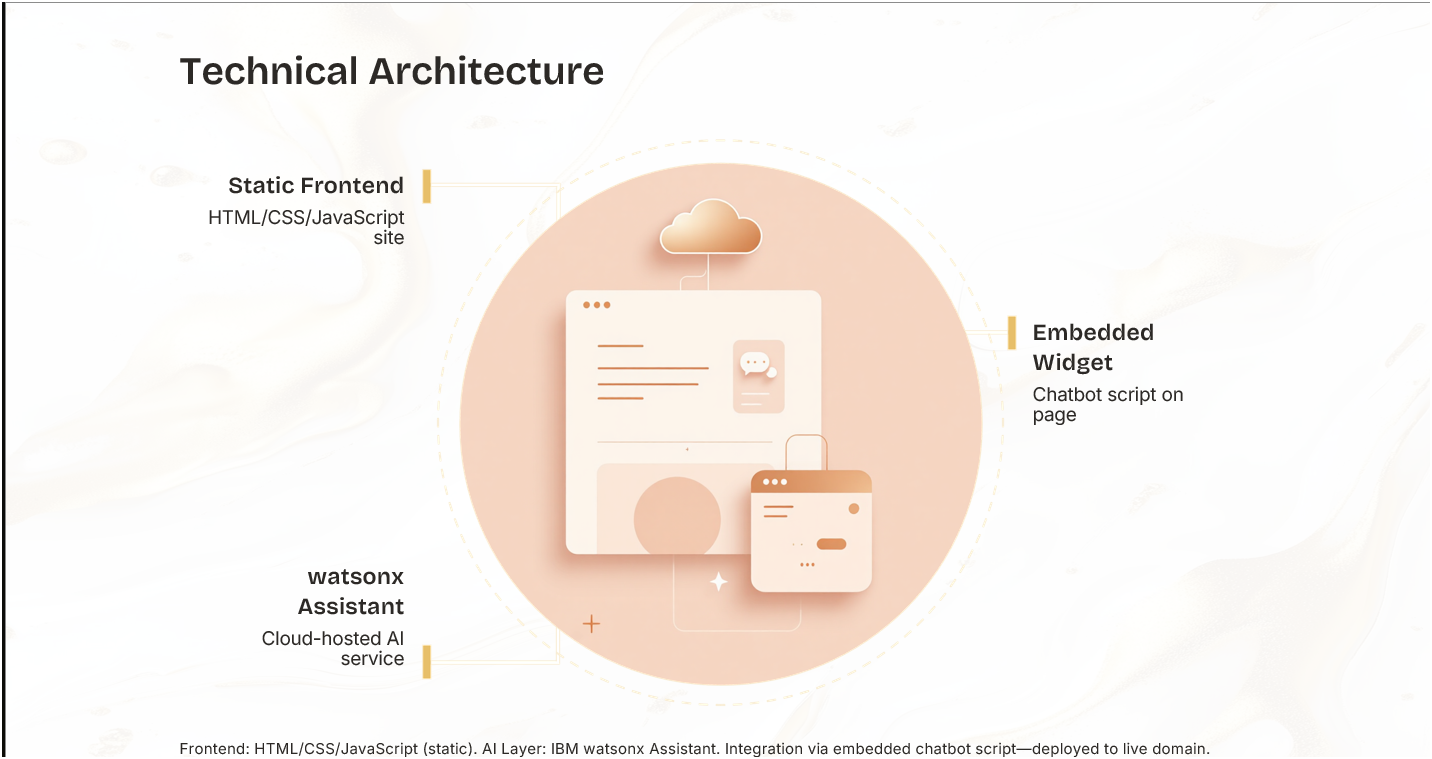 Technical Architecture
Static Frontend
HTML/CSS/JavaScript
site
Embedded
Widget
Chatbot script on
page
watsonx
Assistant
Cloud-hosted AI
service
Frontend: HTML/CSS/JavaScript (static). AI Layer: IBM watsonx Assistant. Integration via embedded chatbot script—deployed to live domain.